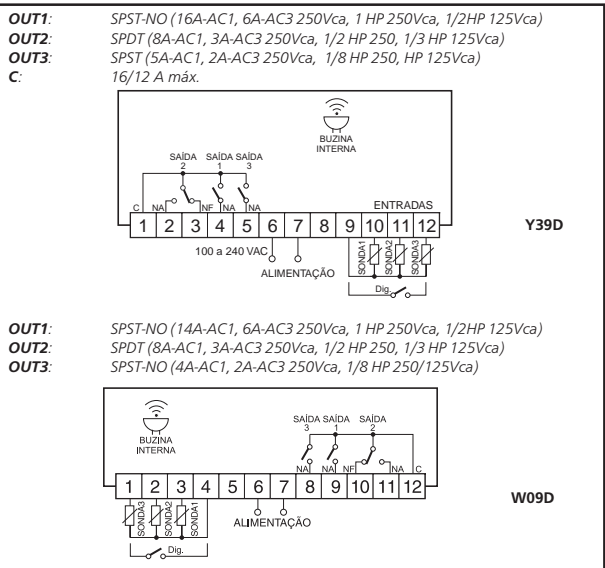 OUT1: SPST-NO (16A-AC1, 6A-AC3 250Vca, 1 HP 250Vca, 1/2HP 125Vca)
OUT2: SPDT (8A-AC1, 3A-AC3 250Vca, 1/2 HP 250, 1/3 HP 125Vca)
OUT3: SPST (5A-AC1, 2A-AC3 250Vca, 1/8 HP 250, HP 125Vca)
C: 16/12 A máx.
BUZINA
INTERNA
SAÍDA SAÍDA SAÍDA
2 1 3
C NA NF NA NA ENTRADAS
1 2 3 4 5 6 7 8 9 10 11 12
Y39D
100 a 240 VAC
ALIMENTAÇÃO
SONDA1 SONDA2 SONDA3
Dig.
OUT1: SPST-NO (14A-AC1, 6A-AC3 250Vca, 1 HP 250Vca, 1/2HP 125Vca)
OUT2: SPDT (8A-AC1, 3A-AC3 250Vca, 1/2 HP 250, 1/3 HP 125Vca)
OUT3: SPST-NO (4A-AC1, 2A-AC3 250Vca, 1/8 HP 250/125Vca)
BUZINA
INTERNA
SAÍDA SAÍDA SAÍDA
3 1 2
NA NA NF NA C
1 2 3 4 5 6 7 8 9 10 11 12
W09D
SONDA3 SONDA2 SONDA1
ALIMENTAÇÃO
Dig.